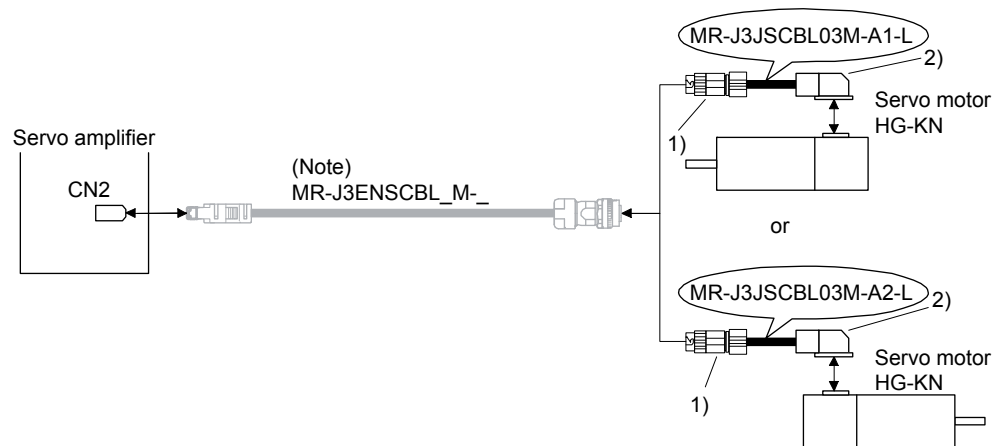 MR-J3JSCBL03M-A1-L
2)
Servo motor
HG-KN
1)
Servo amplifier
CN2
(Note)
MR-J3ENSCBL_M-_
or
MR-J3JSCBL03M-A2-L
2)
Servo motor
HG-KN
1)